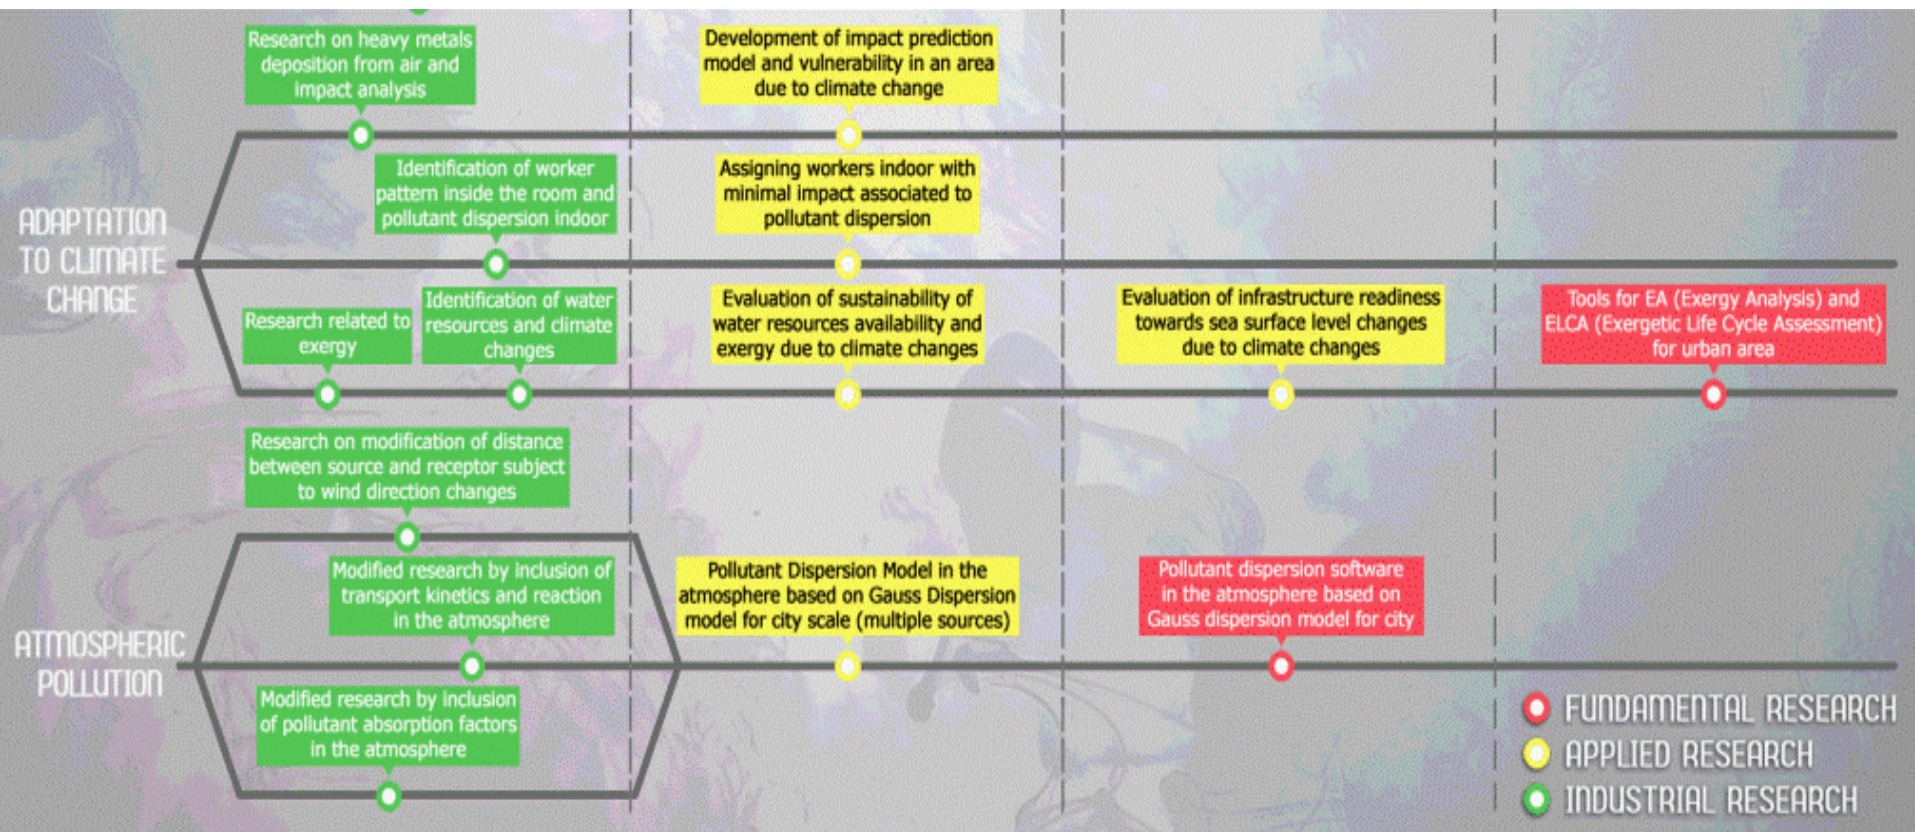 Research on heavy metals
deposition from air and
impact analysis
Development of impact prediction
model and vulnerability in an area
due to climate change
ADAPTATION
TO CLIMATE
CHANGE
Identification of worker
pattern inside the room and
pollutant dispersion indoor
Assigning workers indoor with
minimal impact associated to
pollutant dispersion
Research related to
exergy
Identification of water
resources and climate
changes
Evaluation of sustainability of
water resources availability and
exergy due to climate changes
Evaluation of infrastructure readiness
towards sea surface level changes
due to climate changes
Tools for EA (Exergy Analysis) and
ELCA (Exergetic Life Cycle Assessment)
for urban area
Research on modification of distance
between source and receptor subject
to wind direction changes
ATMOSPHERIC
POLLUTION
Modified research by inclusion of
transport kinetics and reaction
in the atmosphere
Pollutant Dispersion Model in the
atmosphere based on Gauss Dispersion
model for city scale (multiple sources)
Pollutant dispersion software
in the atmosphere based on
Gauss dispersion model for city
Modified research by inclusion
of pollutant absorption factors
in the atmosphere
FUNDAMENTAL RESEARCH
APPLIED RESEARCH
INDUSTRIAL RESEARCH